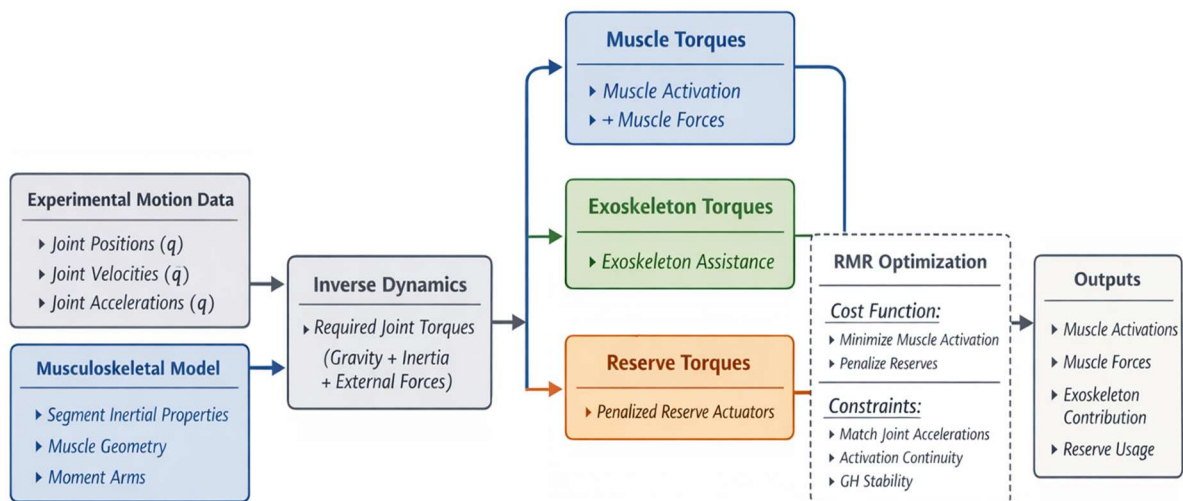 Experimental Motion Data
‣ Joint Positions (q)
‣ Joint Velocities (q)
‣ Joint Accelerations (q)
Musculoskeletal Model
‣ Segment Inertial Properties
‣ Muscle Geometry
‣ Moment Arms
Inverse Dynamics
‣ Required Joint Torques
(Gravity + Inertia
+ External Forces)
Muscle Torques
‣ Muscle Activation
‣ + Muscle Forces
Exoskeleton Torques
‣ Exoskeleton Assistance
Reserve Torques
‣ Penalized Reserve Actuators
RMR Optimization
Cost Function:
‣ Minimize Muscle Activation
‣ Penalize Reserves
Constraints:
‣ Match Joint Accelerations
‣ Activation Continuity
‣ GH Stability
Outputs
‣ Muscle Activations
‣ Muscle Forces
‣ Exoskeleton
Contribution
‣ Reserve Usage